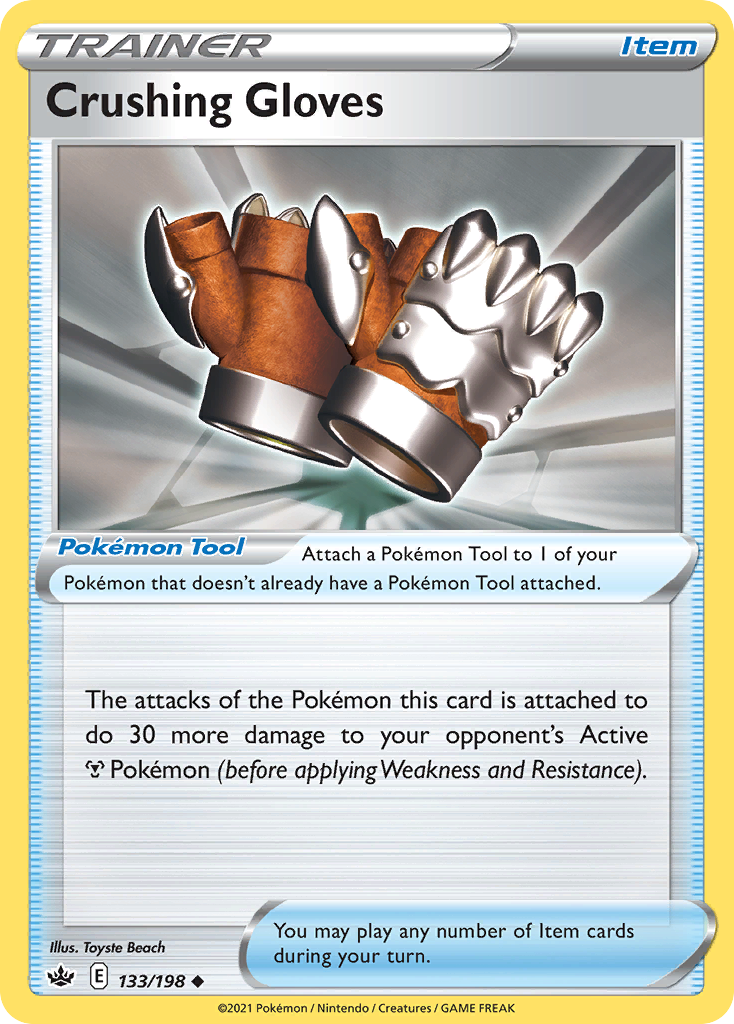 TRAINER
Item
Crushing Gloves
Pokémon Tool
Attach a Pokémon Tool to 1 of your
Pokémon that doesn't already have a Pokémon Tool attached.
The attacks of the Pokémon this card is attached to
do 30 more damage to your opponent's Active
Pokémon (before applying Weakness and Resistance).
Illus. Toyste Beach
You may play any number of Item cards
during your turn.
E 133/198
©2021 Pokémon / Nintendo / Creatures / GAME FREAK